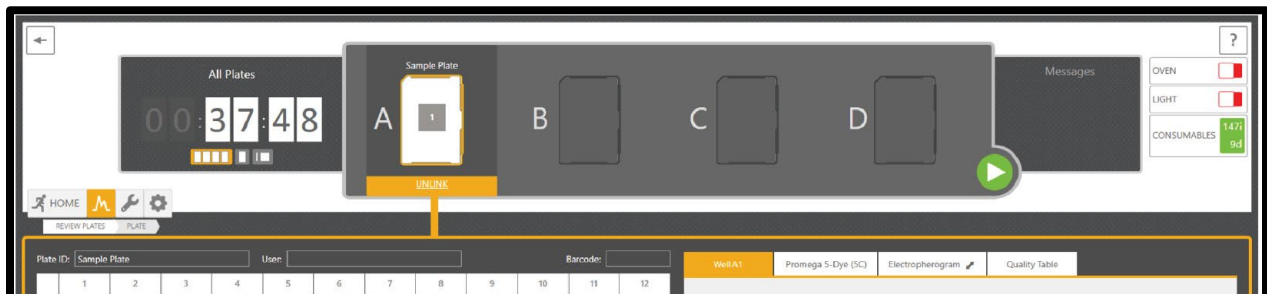 ←
?
All Plates
00:37:48
A
Sample Plate
1
UNLINK
B
C
D
Messages
OVEN
LIGHT
CONSUMABLES 147i 9d
HOME
REVIEW PLATES PLATE
Plate ID: Sample Plate User: Barcode:
Well A1 Promega 5-Dye (5C) Electropherogram Quality Table
1 2 3 4 5 6 7 8 9 10 11 12